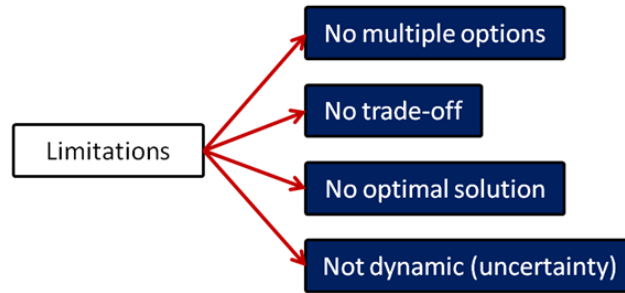 No multiple options
No trade-off
Limitations
No optimal solution
Not dynamic (uncertainty)